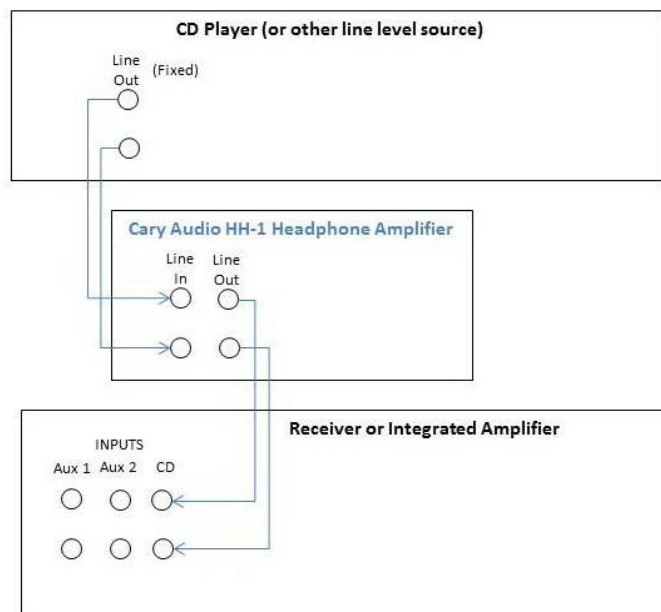 CD Player (or other line level source)
Line (Fixed)
Out
Cary Audio HH-1 Headphone Amplifier
Line Line
In Out
Receiver or Integrated Amplifier
INPUTS
Aux 1 Aux 2 CD